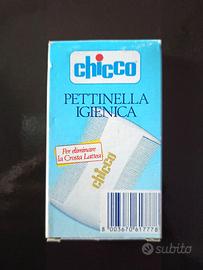 chicco
PETTINELLA
IGIENICA
Per eliminare
la Crosta Lattea
chicco
8 003670 617778
subito